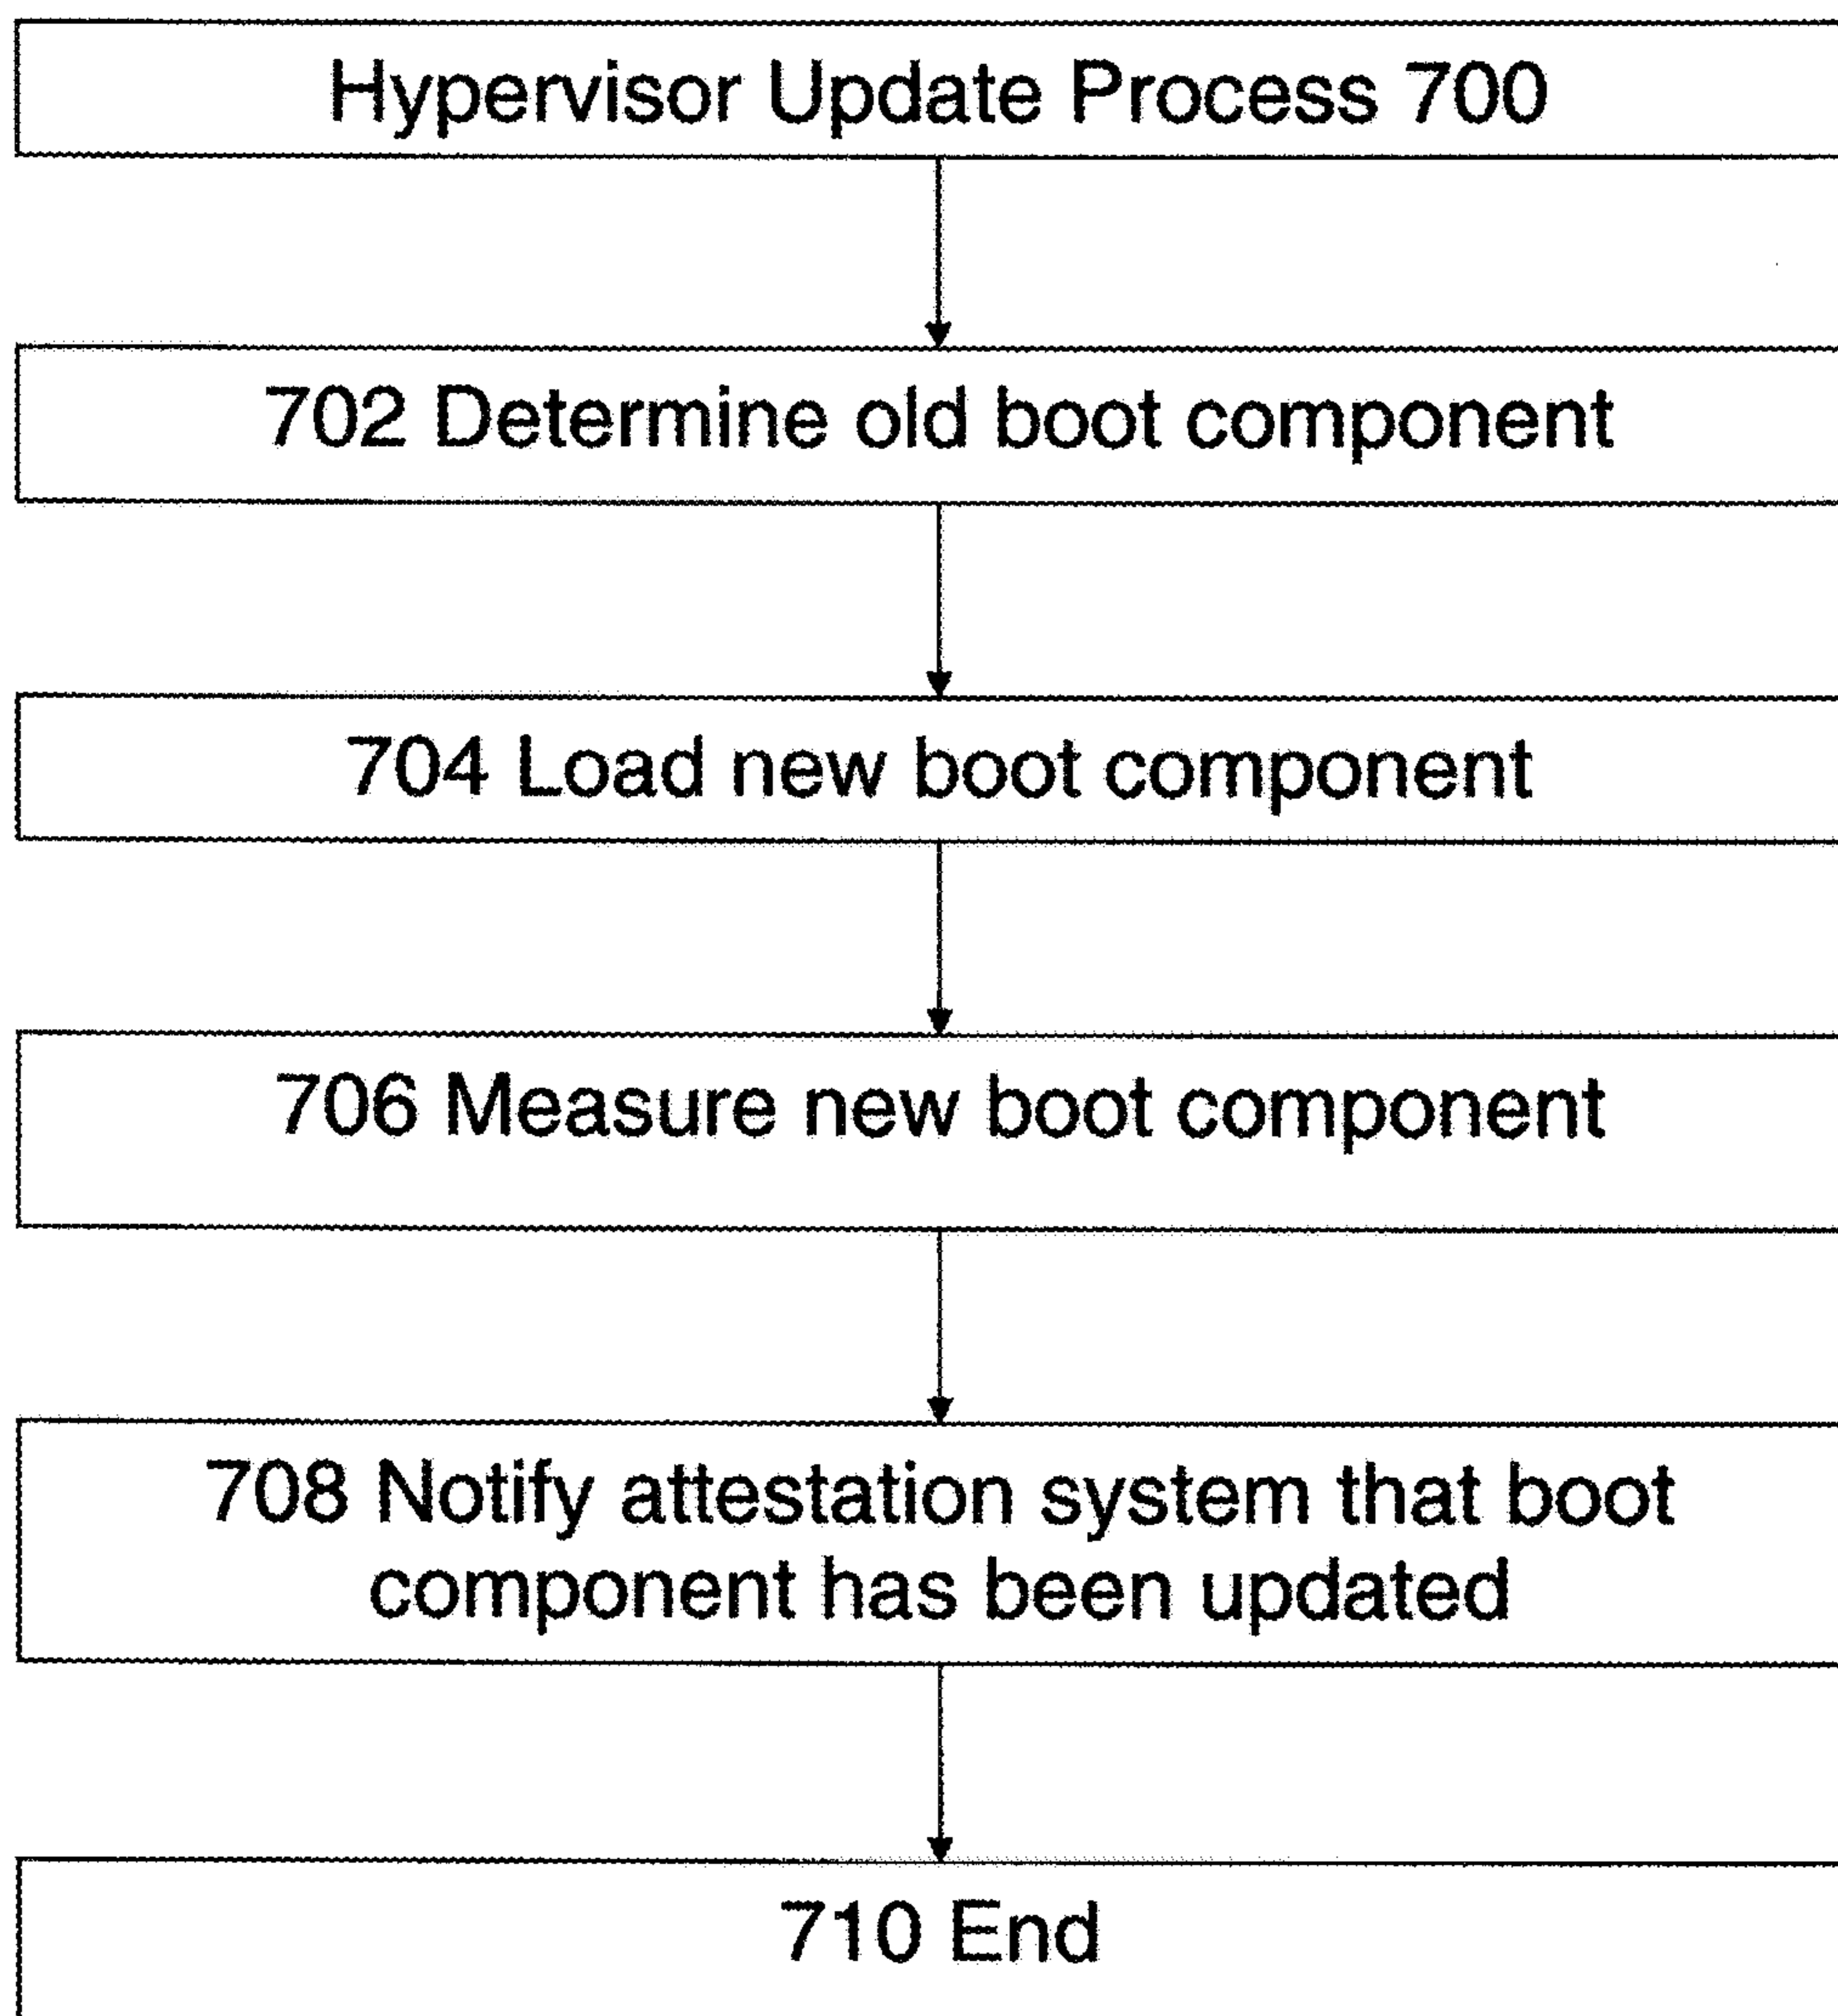 Hypervisor Update Process 700
702 Determine old boot component
704 Load new boot component
706 Measure new boot component
708 Notify attestation system that boot
component has been updated
710 End